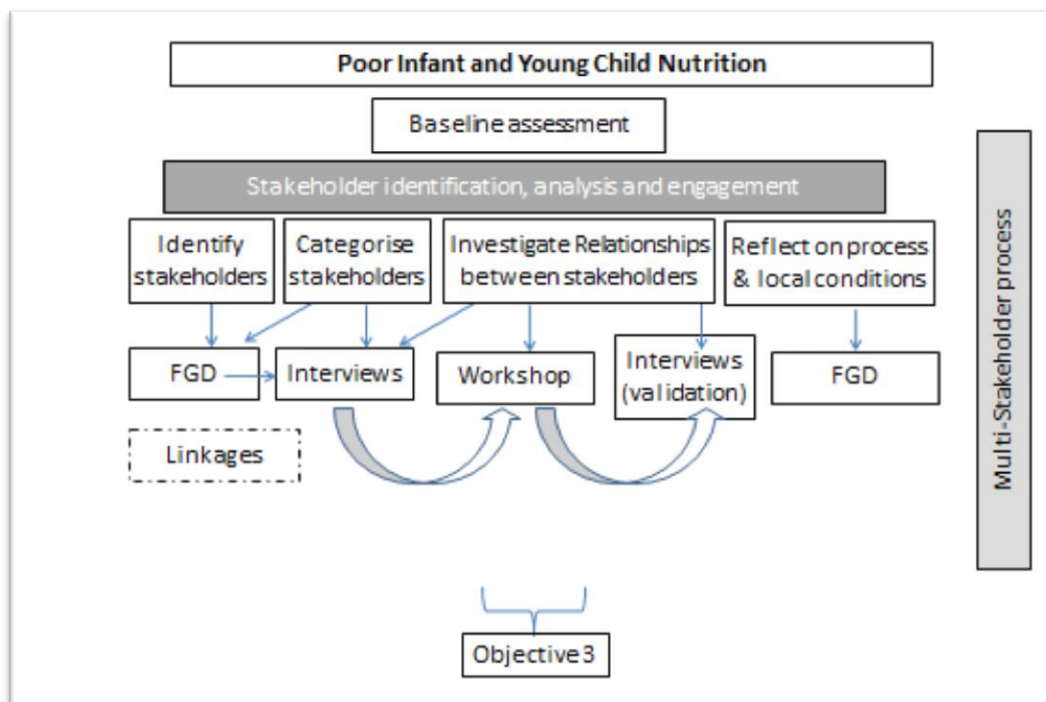 Poor Infant and Young Child Nutrition
Baseline assessment
Stakeholder identification, analysis and engagement
Identify
stakeholders
Categorise
stakeholders
Investigate Relationships
between stakeholders
Reflect on process
& local conditions
FGD
Interviews
Workshop
Interviews
(validation)
FGD
Linkages
Multi-Stakeholder process
Objective 3